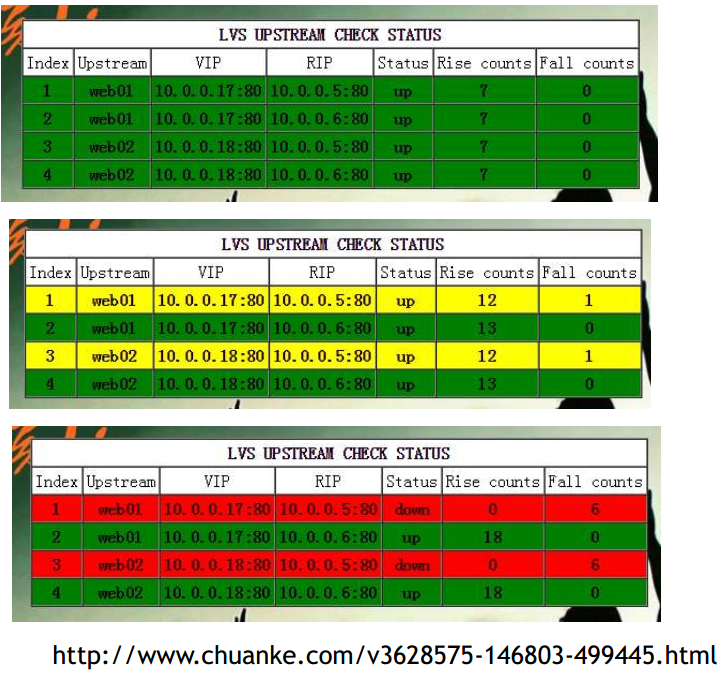 LVS UPSTREAM CHECK STATUS
Index Upstream VIP RIP Status Rise counts Fall counts
1 web01 10.0.0.17:80 10.0.0.5:80 up 7 0
2 web01 10.0.0.17:80 10.0.0.6:80 up 7 0
3 web02 10.0.0.18:80 10.0.0.5:80 up 7 0
4 web02 10.0.0.18:80 10.0.0.6:80 up 7 0
LVS UPSTREAM CHECK STATUS
Index Upstream VIP RIP Status Rise counts Fall counts
1 web01 10.0.0.17:80 10.0.0.5:80 up 12 1
2 web01 10.0.0.17:80 10.0.0.6:80 up 13 0
3 web02 10.0.0.18:80 10.0.0.5:80 up 12 1
4 web02 10.0.0.18:80 10.0.0.6:80 up 13 0
LVS UPSTREAM CHECK STATUS
Index Upstream VIP RIP Status Rise counts Fall counts
1 web01 10.0.0.17:80 10.0.0.5:80 down 0 6
2 web01 10.0.0.17:80 10.0.0.6:80 up 18 0
3 web02 10.0.0.18:80 10.0.0.5:80 down 0 6
4 web02 10.0.0.18:80 10.0.0.6:80 up 18 0
http://www.chuanke.com/v3628575-146803-499445.html